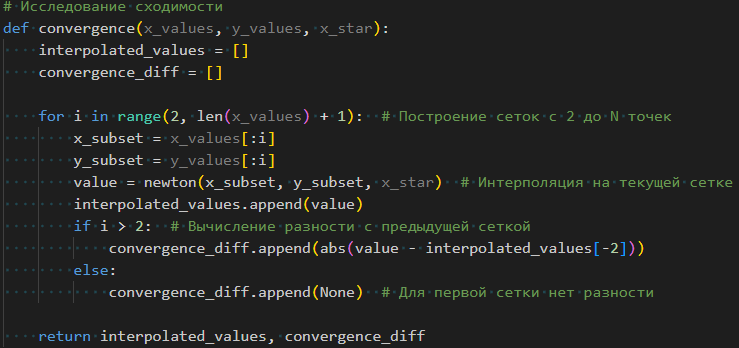 # Исследование сходимости
def convergence(x_values, y_values, x_star):
    interpolated_values = []
    convergence_diff = []

    for i in range(2, len(x_values) + 1):  # Построение сеток с 2 до N точек
        x_subset = x_values[:i]
        y_subset = y_values[:i]
        value = newton(x_subset, y_subset, x_star)  # Интерполяция на текущей сетке
        interpolated_values.append(value)
        if i > 2:  # Вычисление разности с предыдущей сеткой
            convergence_diff.append(abs(value - interpolated_values[-2]))
        else:
            convergence_diff.append(None)  # Для первой сетки нет разности

    return interpolated_values, convergence_diff